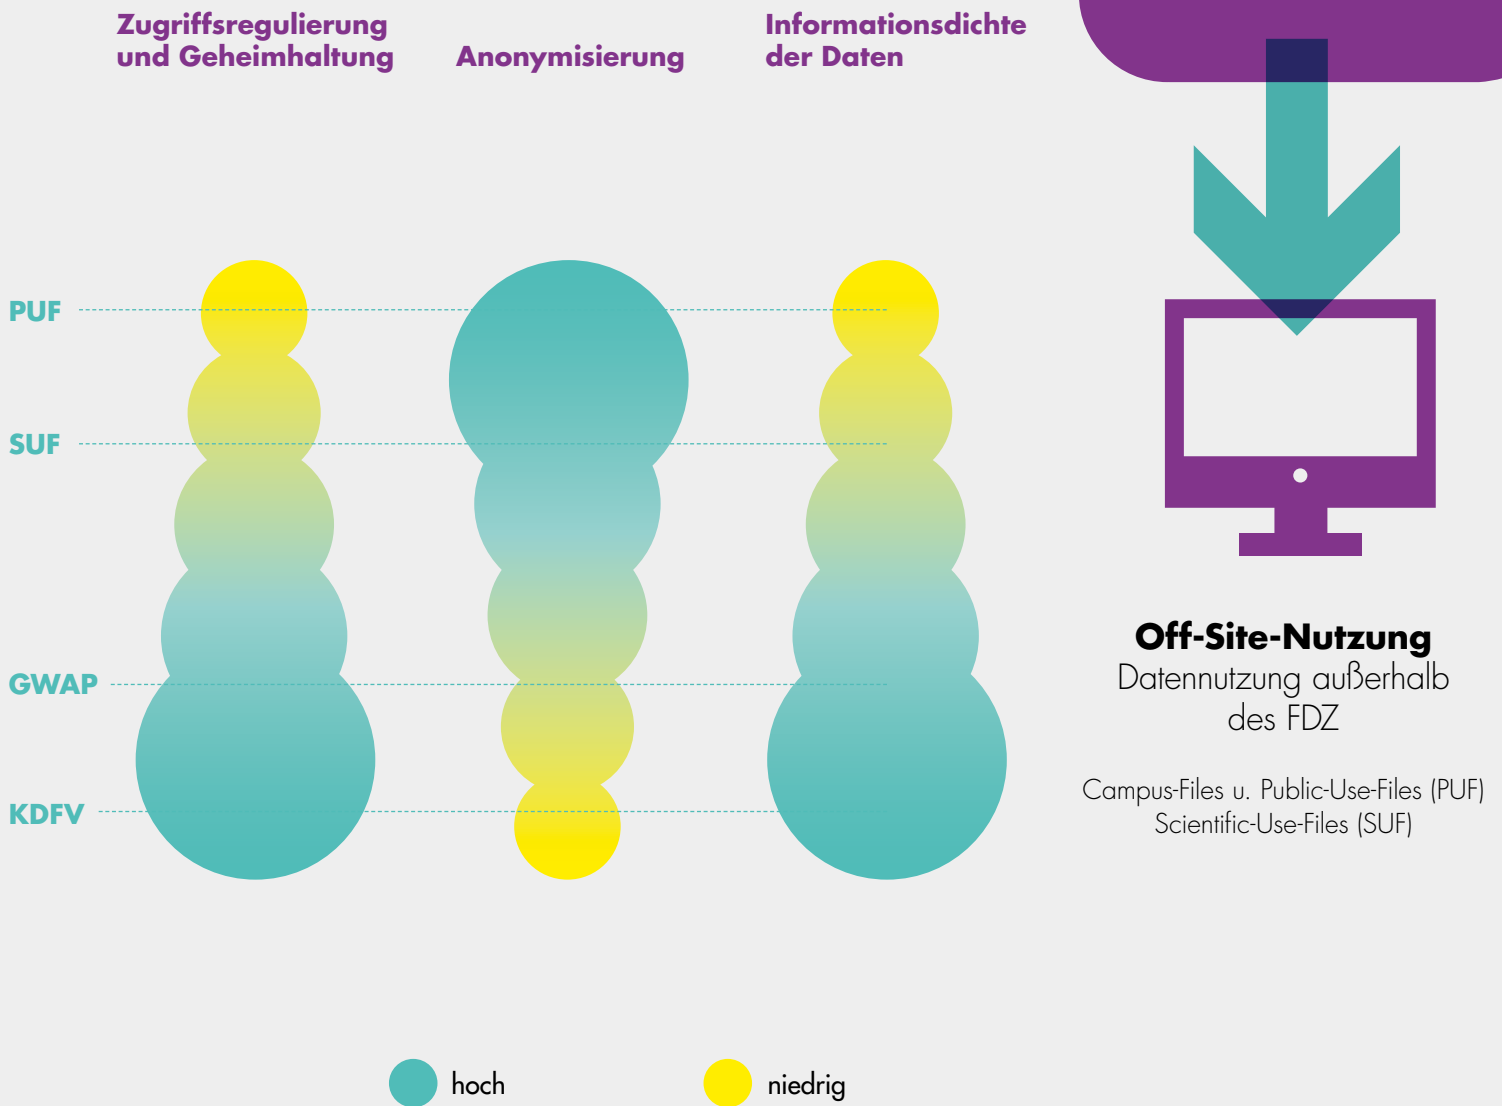 Zugriffsregulierung
und Geheimhaltung
Anonymisierung
Informationsdichte
der Daten
PUF
SUF
GWAP
KDFV
Off-Site-Nutzung
Datennutzung außerhalb
des FDZ
Campus-Files u. Public-Use-Files (PUF)
Scientific-Use-Files (SUF)
hoch
niedrig